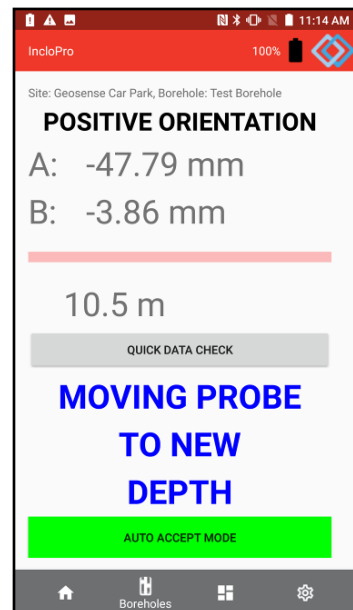 11:14 AM
IncloPro
100%
Site: Geosense Car Park, Borehole: Test Borehole
POSITIVE ORIENTATION
A: -47.79 mm
B: -3.86 mm
10.5 m
QUICK DATA CHECK
MOVING PROBE
TO NEW
DEPTH
AUTO ACCEPT MODE
Boreholes